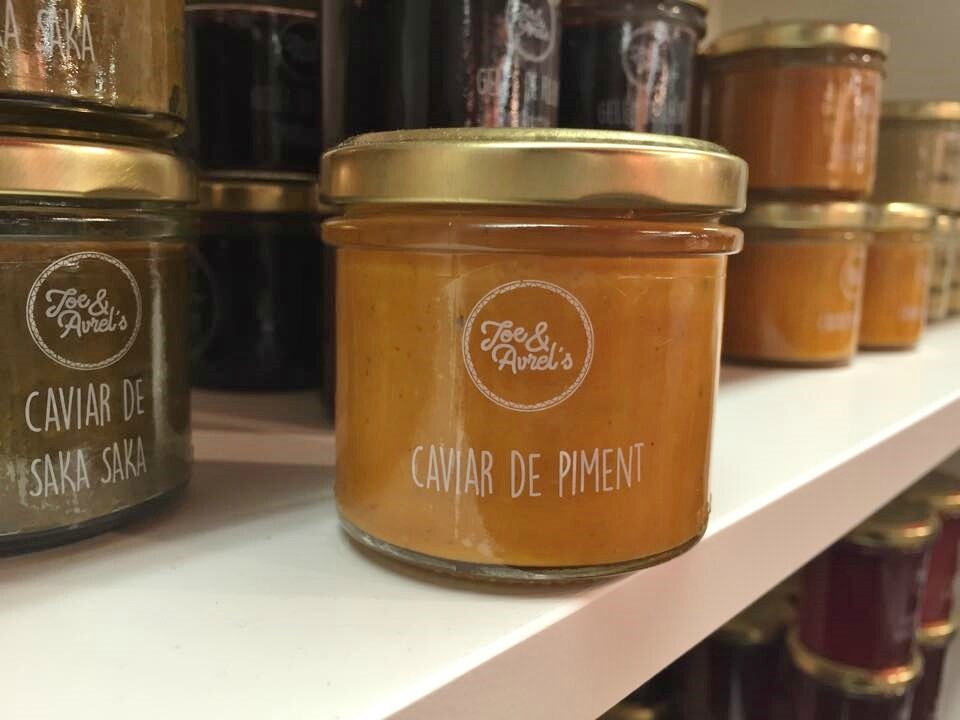 A SAKA
Joe &
Avrel's
CAVIAR DE
SAKA SAKA
Joe &
Avrel's
CAVIAR DE PIMENT